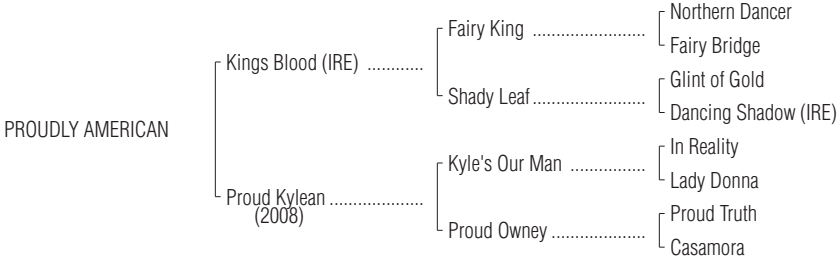 Northern Dancer
Fairy King ........................
Fairy Bridge
Kings Blood (IRE) ............
Glint of Gold
Shady Leaf ........................
Dancing Shadow (IRE)
PROUDLY AMERICAN
In Reality
Kyle's Our Man ................
Lady Donna
Proud Kylean ....................
(2008)
Proud Truth
Proud Owney ....................
Casamora